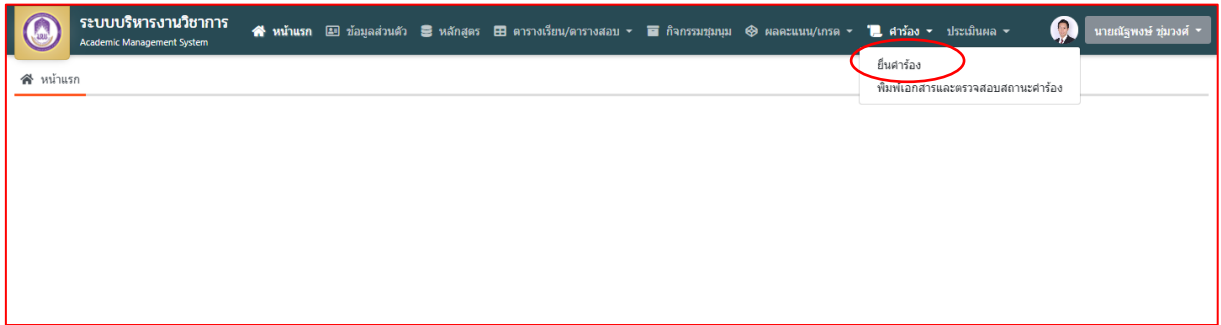 ระบบบริหารงานวิชาการ
Academic Management System
หน้าแรก ข้อมูลส่วนตัว หลักสูตร ตารางเรียน/ตารางสอบ กิจกรรมชุมนุม ผลคะแนน/เกรด คำร้อง ประเมินผล นายณัฐพงษ์ ชุ่มวงศ์
หน้าแรก
ยื่นคำร้อง
พิมพ์เอกสารและตรวจสอบสถานะคำร้อง